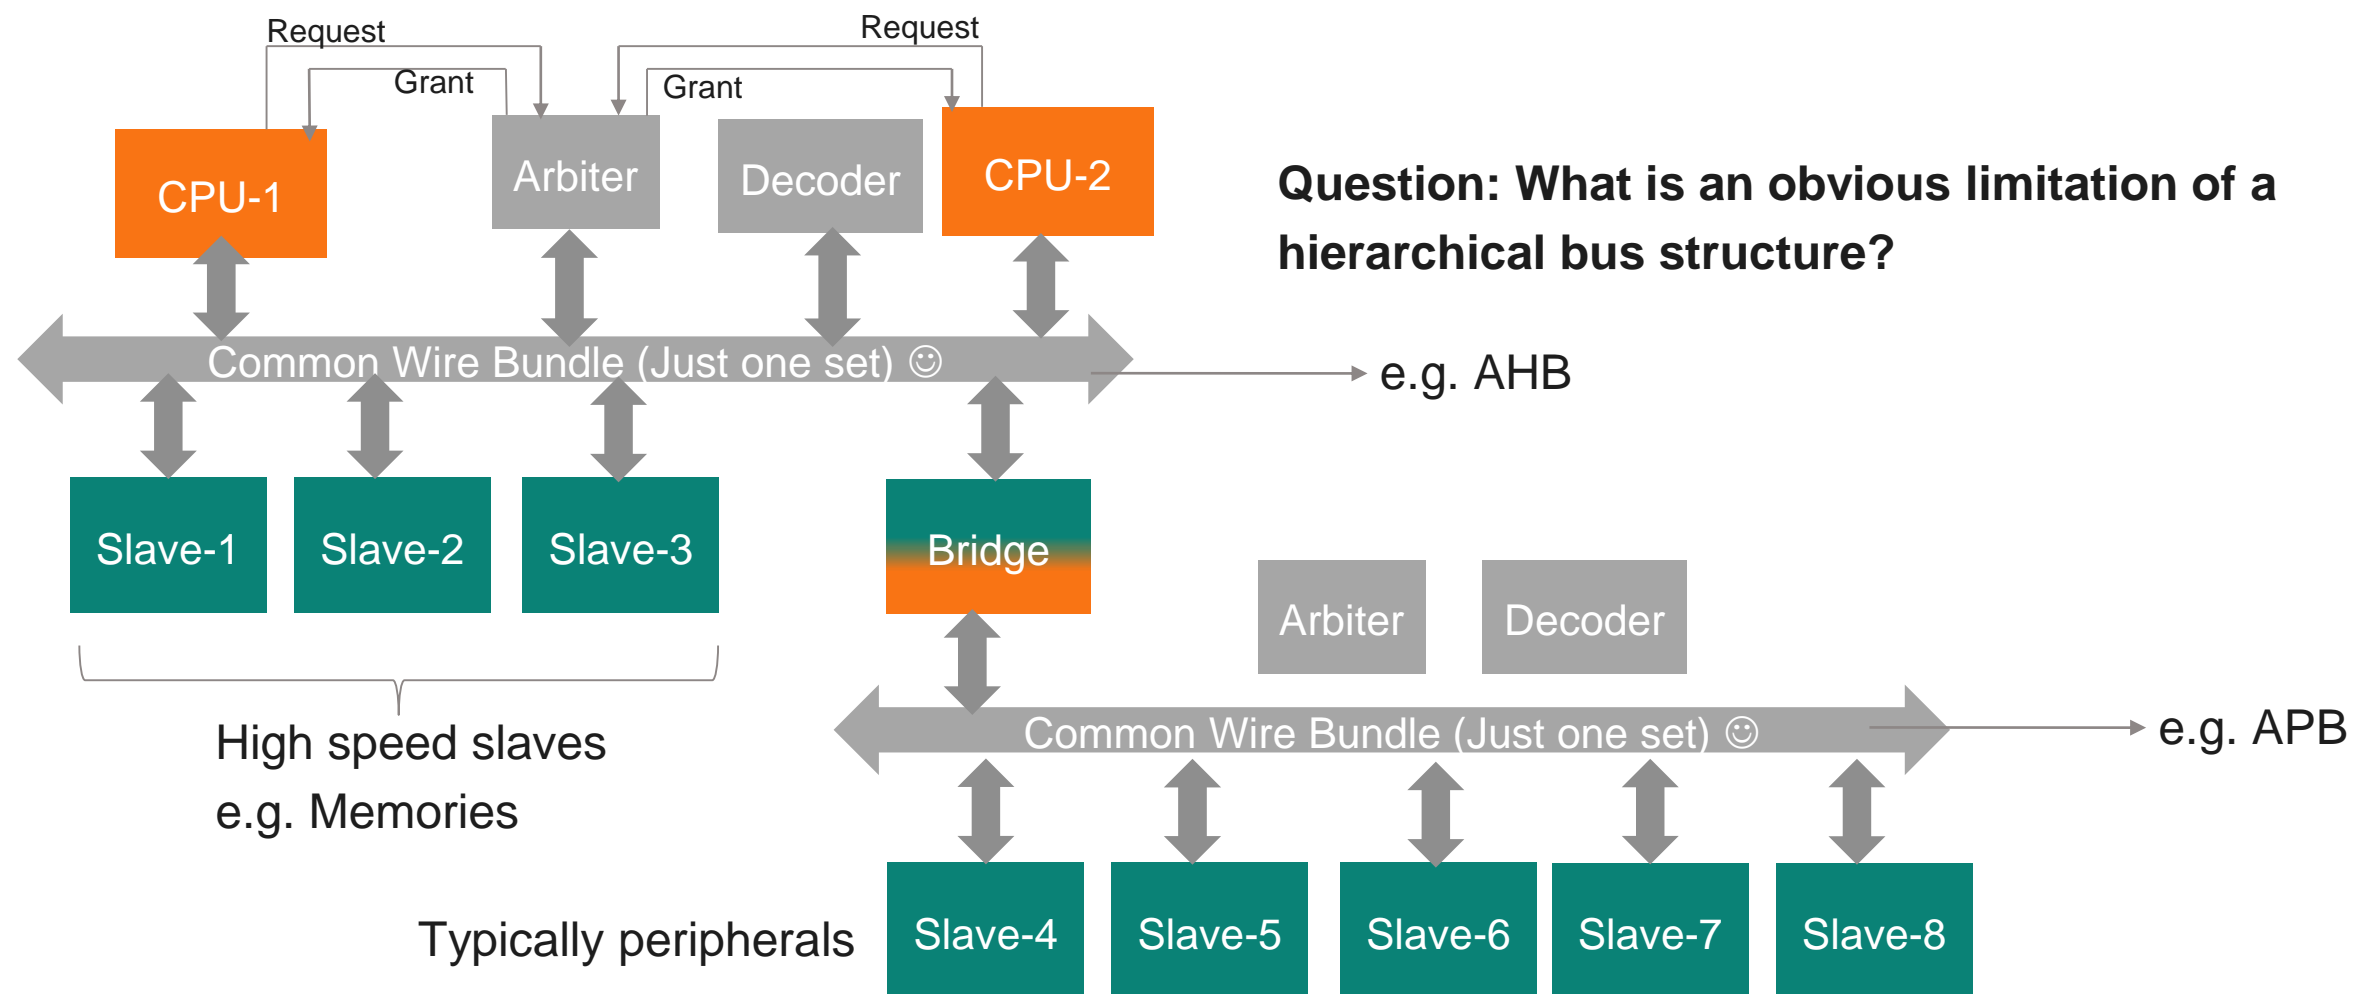 Request
Request
Grant
Grant
CPU-1
Arbiter
Decoder
CPU-2
Question: What is an obvious limitation of a
hierarchical bus structure?
Common Wire Bundle (Just one set) ☺
e.g. AHB
Slave-1
Slave-2
Slave-3
Bridge
Arbiter
Decoder
High speed slaves
e.g. Memories
Common Wire Bundle (Just one set) ☺
e.g. APB
Typically peripherals
Slave-4
Slave-5
Slave-6
Slave-7
Slave-8